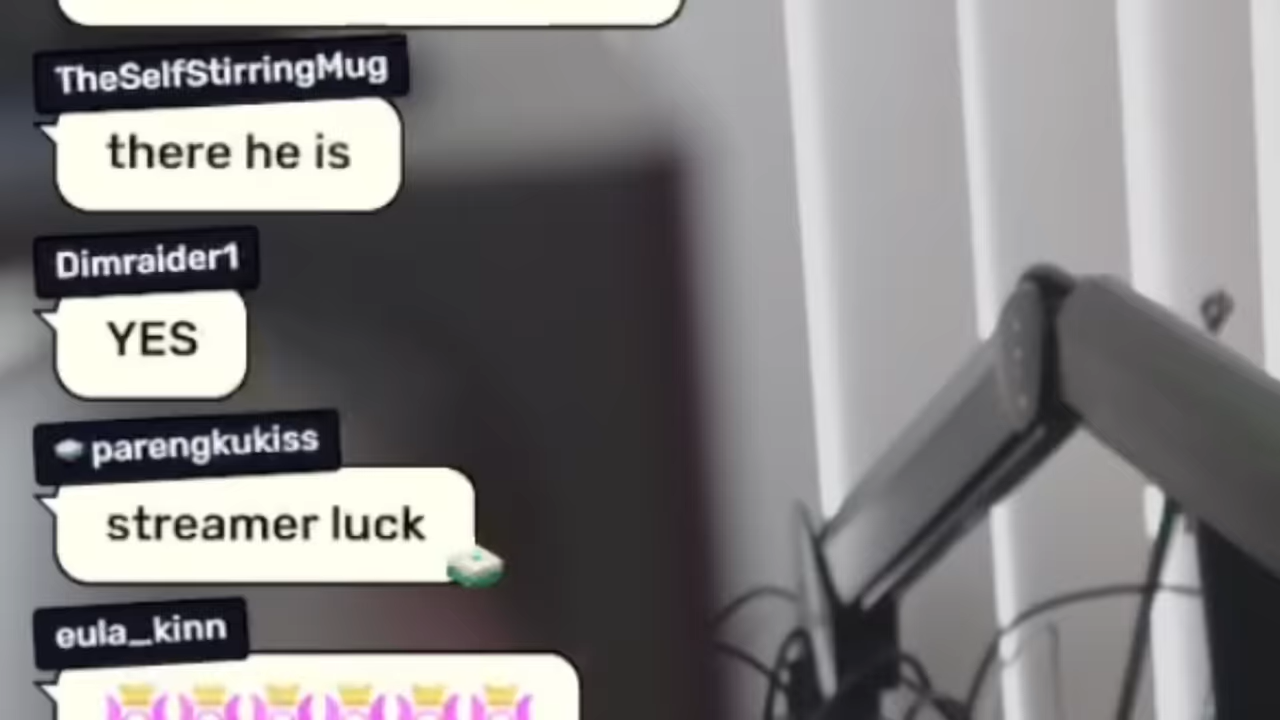 TheSelfStirringMug
there he is
Dimraider1
YES
parengkukiss
streamer luck
eula_kinn